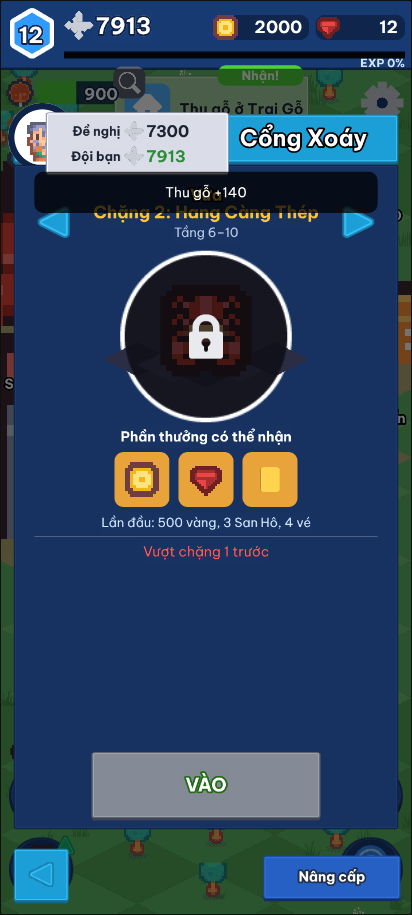 12
7913
2000
12
EXP 0%
900
Nhận!
Thu gỗ ở Trại Gỗ
Đề nghị 7300
Đội bạn 7913
Cổng Xoáy
Thu gỗ +140
Chặng 2: Hang Càng Thép
Tầng 6–10
Phần thưởng có thể nhận
Lần đầu: 500 vàng, 3 San Hô, 4 vé
Vượt chặng 1 trước
VÀO
Nâng cấp